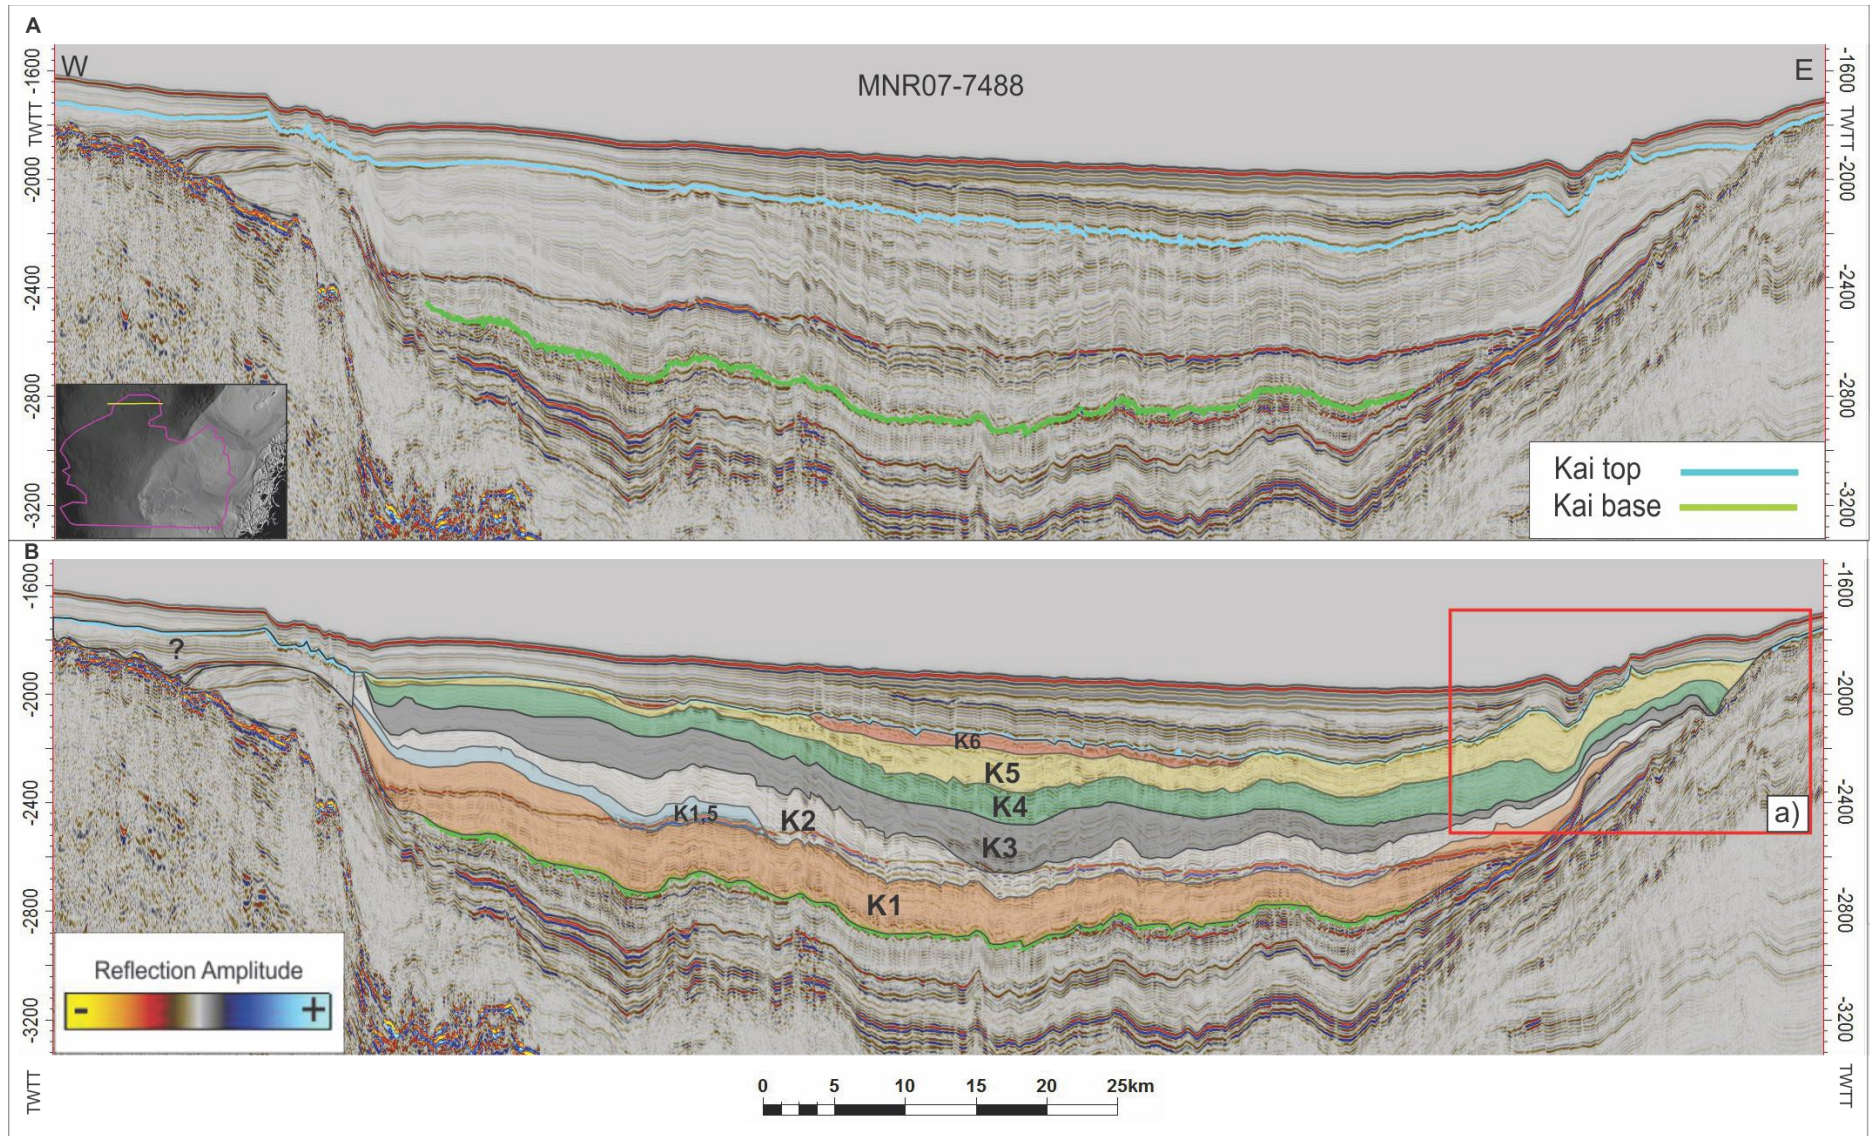 A
W
MNR07-7488
E
-1600
TWTT
-2000
-2400
-2800
-3200
-1600
TWTT
-2000
-2400
-2800
-3200
Kai top
Kai base
B
-1600
-2000
-2400
-2800
-3200
TWTT
-1600
-2000
-2400
-2800
-3200
TWTT
?
K6
K5
K4
K1,5
K2
K3
K1
a)
Reflection Amplitude
- +
0 5 10 15 20 25km